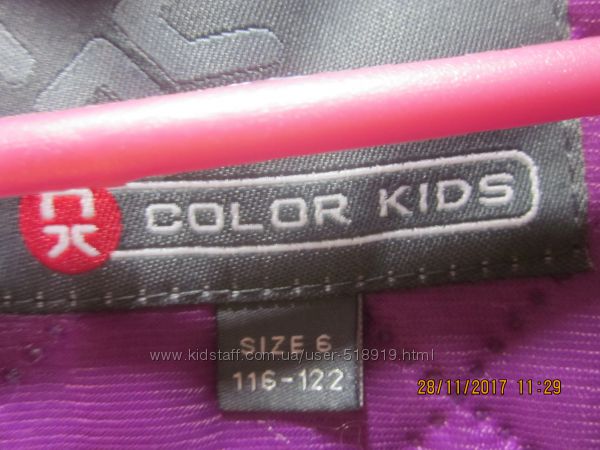 COLOR KIDS
SIZE 6
www.kidstaff.com.ua/user-518919.html
116-122
28/11/2017 11:29